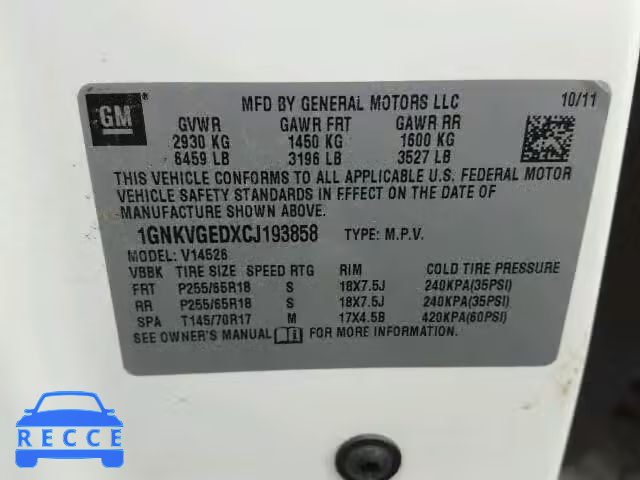 GM
MFD BY GENERAL MOTORS LLC 10/11
GVWR GAWR FRT GAWR RR
2930 KG 1450 KG 1600 KG
6459 LB 3196 LB 3527 LB
THIS VEHICLE CONFORMS TO ALL APPLICABLE U.S. FEDERAL MOTOR
VEHICLE SAFETY STANDARDS IN EFFECT ON THE DATE OF
MANUFACTURE SHOWN ABOVE.
1GNKVGEDXCJ193858 TYPE: M.P.V.
MODEL: V14526
VBBK TIRE SIZE SPEED RTG RIM COLD TIRE PRESSURE
FRT P255/65R18 S 18X7.5J 240KPA(35PSI)
RR P255/65R18 S 18X7.5J 240KPA(35PSI)
SPA T145/70R17 M 17X4.5B 420KPA(60PSI)
SEE OWNER'S MANUAL FOR MORE INFORMATION.
RECCE